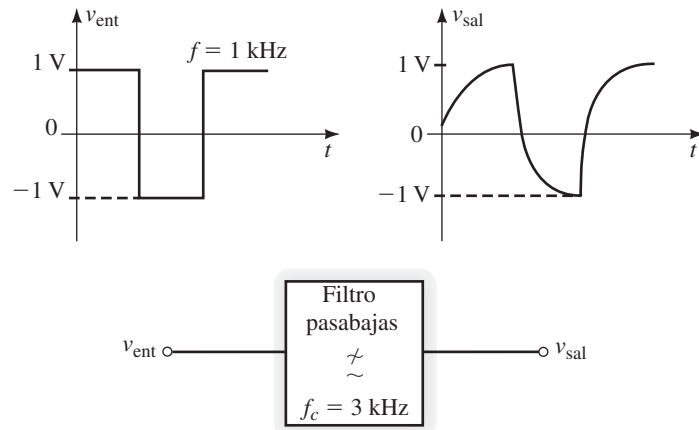 v_ent
f = 1 kHz
1 V
0
−1 V
t
v_sal
1 V
0
−1 V
t
Filtro
pasabajas
f_c = 3 kHz
v_ent
v_sal